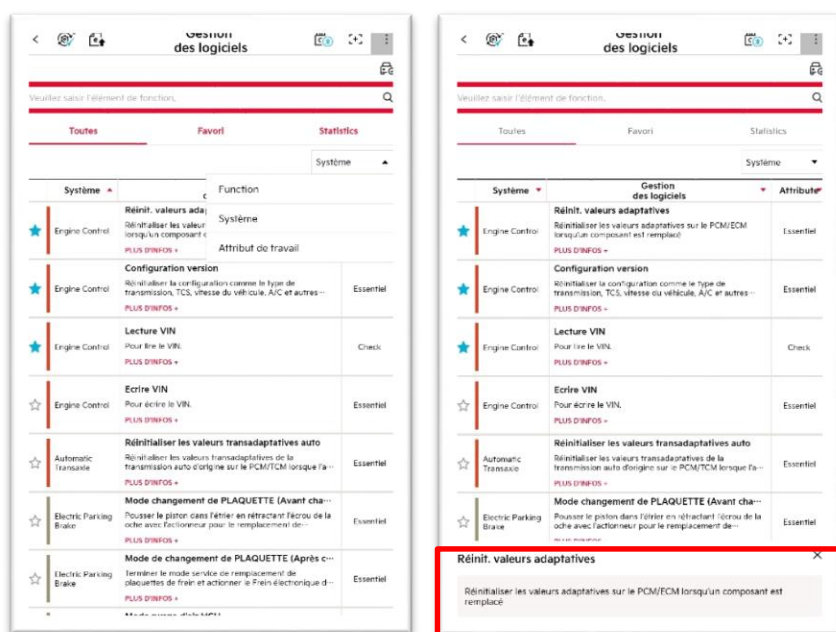 Gestion
des logiciels
Veuillez saisir l'élément de fonction.
Toutes Favori Statistics
Système
Function
Système
Attribut de travail
Système
Réinit. valeurs adap
Engine Control
Réinitialiser les valeur
lorsqu'un composant e
PLUS D'INFOS +
Configuration version
Engine Control
Réinitialiser la configuration comme le type de
transmission, TCS, vitesse du véhicule, A/C et autres···
Essentiel
PLUS D'INFOS +
Lecture VIN
Engine Control
Pour lire le VIN.
Check
PLUS D'INFOS +
Ecrire VIN
Engine Control
Pour écrire le VIN.
Essentiel
PLUS D'INFOS +
Réinitialiser les valeurs transadaptatives auto
Automatic
Transaxle
Réinitialiser les valeurs transadaptatives de la
transmission auto d'origine sur le PCM/TCM lorsque l'a···
Essentiel
PLUS D'INFOS +
Mode changement de PLAQUETTE (Avant cha···
Electric Parking
Brake
Pousser le piston dans l'étrier en rétractant l'écrou de la
oche avec l'actionneur pour le remplacement de···
Essentiel
PLUS D'INFOS +
Mode de changement de PLAQUETTE (Après c···
Electric Parking
Brake
Terminer le mode service de remplacement de
plaquettes de frein et actionner le Frein électronique d···
Essentiel
PLUS D'INFOS +
Gestion
des logiciels
Veuillez saisir l'élément de fonction.
Toutes Favori Statistics
Système
Système
Gestion
des logiciels
Attribute
Réinit. valeurs adaptatives
Engine Control
Réinitialiser les valeurs adaptatives sur le PCM/ECM
lorsqu'un composant est remplacé
Essentiel
PLUS D'INFOS +
Configuration version
Engine Control
Réinitialiser la configuration comme le type de
transmission, TCS, vitesse du véhicule, A/C et autres···
Essentiel
PLUS D'INFOS +
Lecture VIN
Engine Control
Pour lire le VIN.
Check
PLUS D'INFOS +
Ecrire VIN
Engine Control
Pour écrire le VIN.
Essentiel
PLUS D'INFOS +
Réinitialiser les valeurs transadaptatives auto
Automatic
Transaxle
Réinitialiser les valeurs transadaptatives de la
transmission auto d'origine sur le PCM/TCM lorsque l'a···
Essentiel
PLUS D'INFOS +
Mode changement de PLAQUETTE (Avant cha···
Electric Parking
Brake
Pousser le piston dans l'étrier en rétractant l'écrou de la
oche avec l'actionneur pour le remplacement de···
Essentiel
PLUS D'INFOS +
Réinit. valeurs adaptatives
Réinitialiser les valeurs adaptatives sur le PCM/ECM lorsqu'un composant est
remplacé